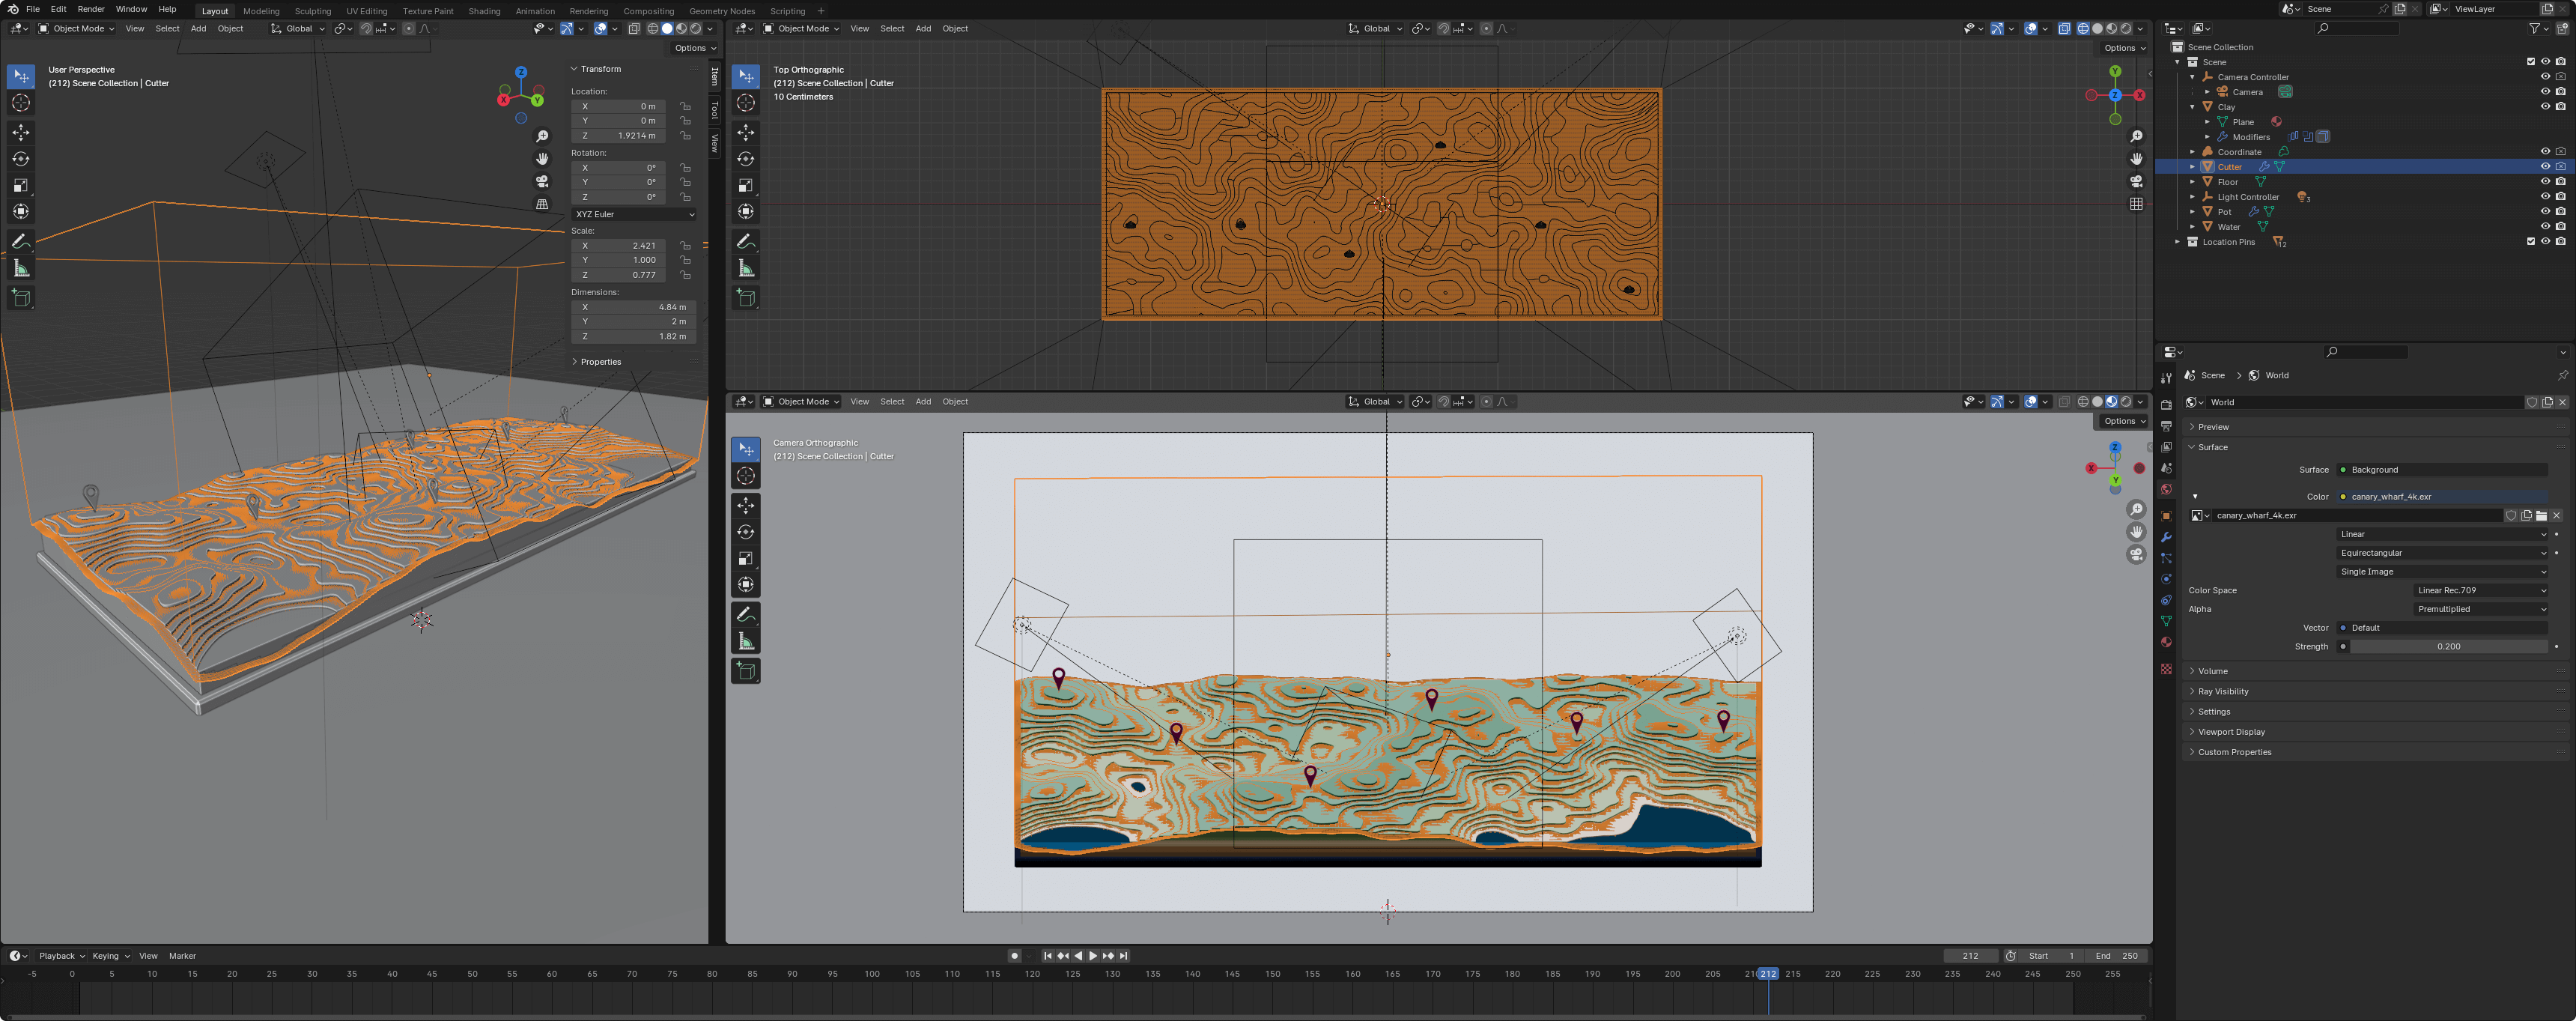 File Edit Render Window Help Layout Modeling Sculpting UV Editing Texture Paint Shading Animation Rendering Compositing Geometry Nodes Scripting + Scene ViewLayer
Object Mode View Select Add Object Global
Options
User Perspective
(212) Scene Collection | Cutter
Transform
Location:
X 0 m
Y 0 m
Z 1.9214 m
Rotation:
X 0°
Y 0°
Z 0°
XYZ Euler
Scale:
X 2.421
Y 1.000
Z 0.777
Dimensions:
X 4.84 m
Y 2 m
Z 1.82 m
Properties
Item
Tool
View
X Y Z
Object Mode View Select Add Object Global
Options
Top Orthographic
(212) Scene Collection | Cutter
10 Centimeters
Y
Z X
Object Mode View Select Add Object Global
Options
Camera Orthographic
(212) Scene Collection | Cutter
Z
X
Y
Scene Collection
Scene
Camera Controller
Camera
Clay
Plane
Modifiers
Coordinate
Cutter
Floor
Light Controller 3
Pot
Water
Location Pins 12
Scene > World
World
Preview
Surface
Surface Background
Color canary_wharf_4k.exr
canary_wharf_4k.exr
Linear
Equirectangular
Single Image
Color Space Linear Rec.709
Alpha Premultiplied
Vector Default
Strength 0.200
Volume
Ray Visibility
Settings
Viewport Display
Custom Properties
Playback Keying View Marker 212 Start 1 End 250
-5 0 5 10 15 20 25 30 35 40 45 50 55 60 65 70 75 80 85 90 95 100 105 110 115 120 125 130 135 140 145 150 155 160 165 170 175 180 185 190 195 200 205 212 215 220 225 230 235 240 245 250 255